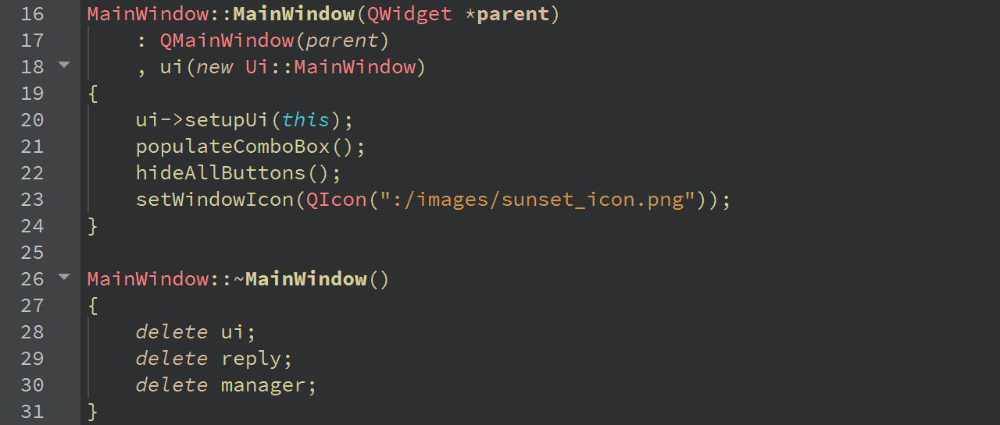 16 MainWindow::MainWindow(QWidget *parent)
17     : QMainWindow(parent)
18     , ui(new Ui::MainWindow)
19 {
20     ui->setupUi(this);
21     populateComboBox();
22     hideAllButtons();
23     setWindowIcon(QIcon(":/images/sunset_icon.png"));
24 }
25
26 MainWindow::~MainWindow()
27 {
28     delete ui;
29     delete reply;
30     delete manager;
31 }